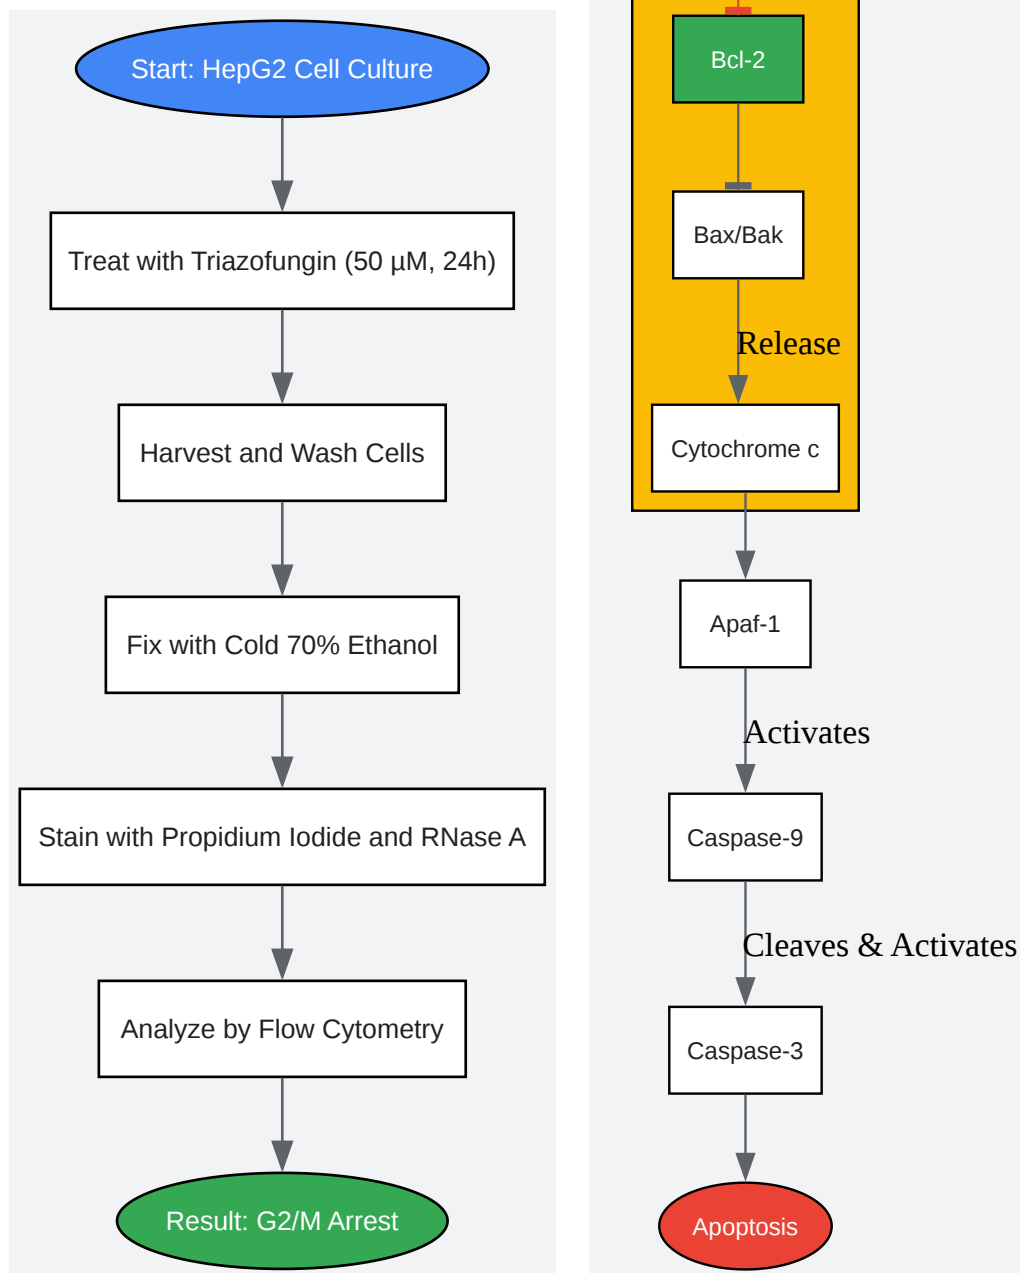 Start: HepG2 Cell Culture
Treat with Triazofungin (50 µM, 24h)
Harvest and Wash Cells
Fix with Cold 70% Ethanol
Stain with Propidium Iodide and RNase A
Analyze by Flow Cytometry
Result: G2/M Arrest
Bcl-2
Bax/Bak
Release
Cytochrome c
Apaf-1
Activates
Caspase-9
Cleaves & Activates
Caspase-3
Apoptosis